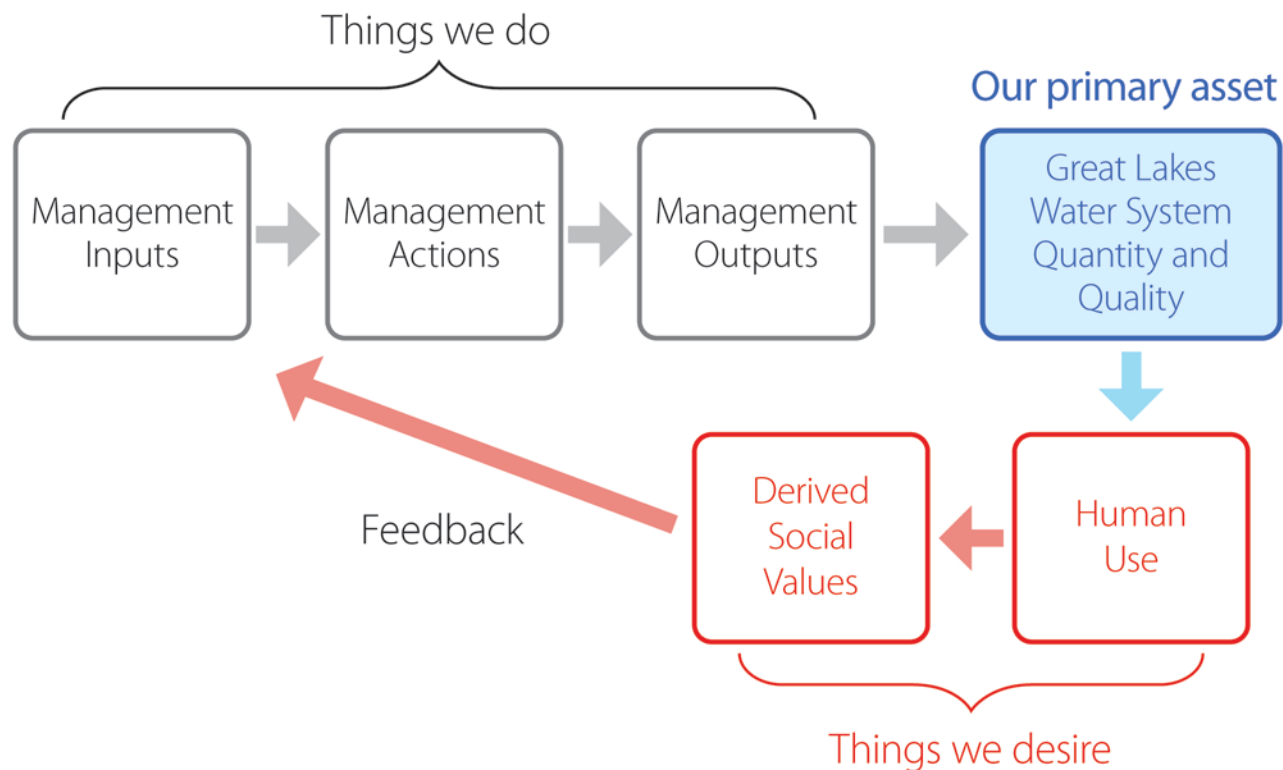 Things we do
Our primary asset
Management
Inputs
Management
Actions
Management
Outputs
Great Lakes
Water System
Quantity and
Quality
Feedback
Derived
Social
Values
Human
Use
Things we desire